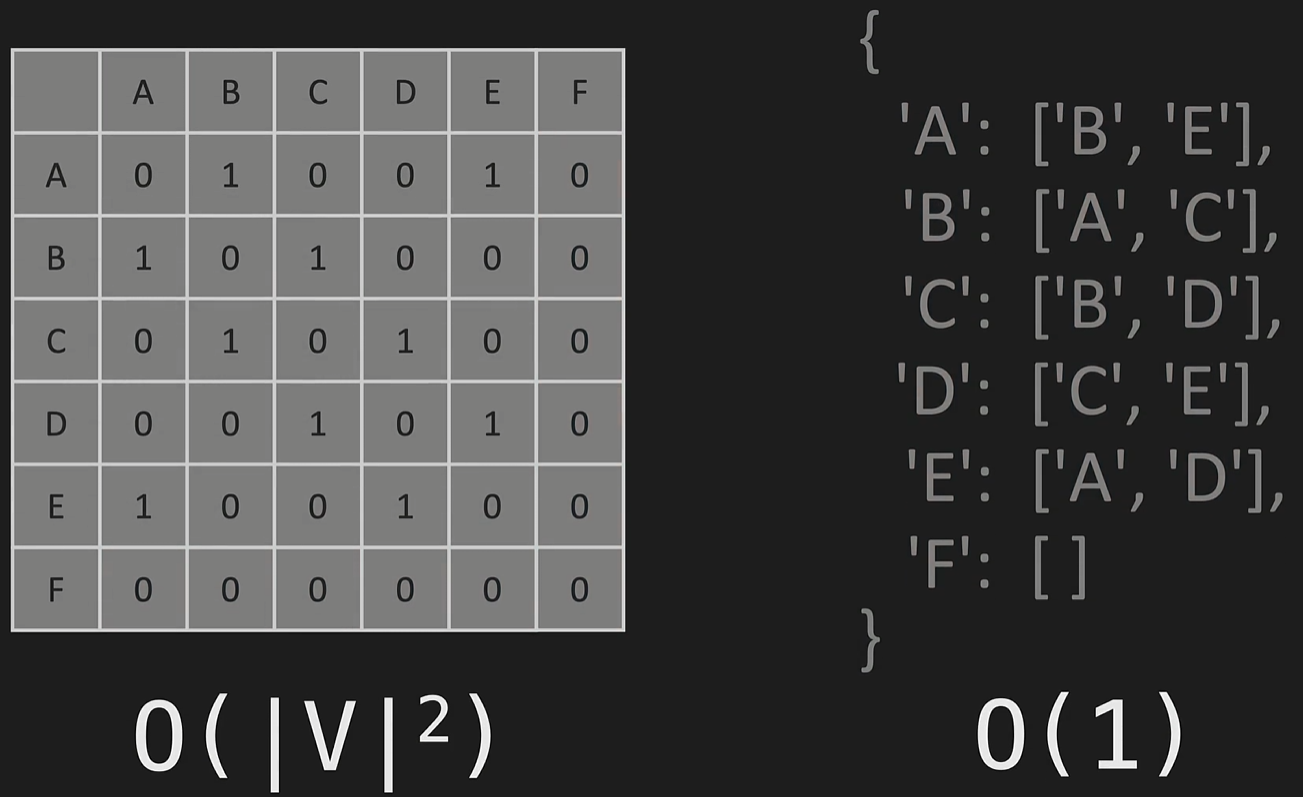 A B C D E F
A 0 1 0 0 1 0
B 1 0 1 0 0 0
C 0 1 0 1 0 0
D 0 0 1 0 1 0
E 1 0 0 1 0 0
F 0 0 0 0 0 0
O(|V|²)
{
'A': ['B', 'E'],
'B': ['A', 'C'],
'C': ['B', 'D'],
'D': ['C', 'E'],
'E': ['A', 'D'],
'F': [ ]
}
O(1)